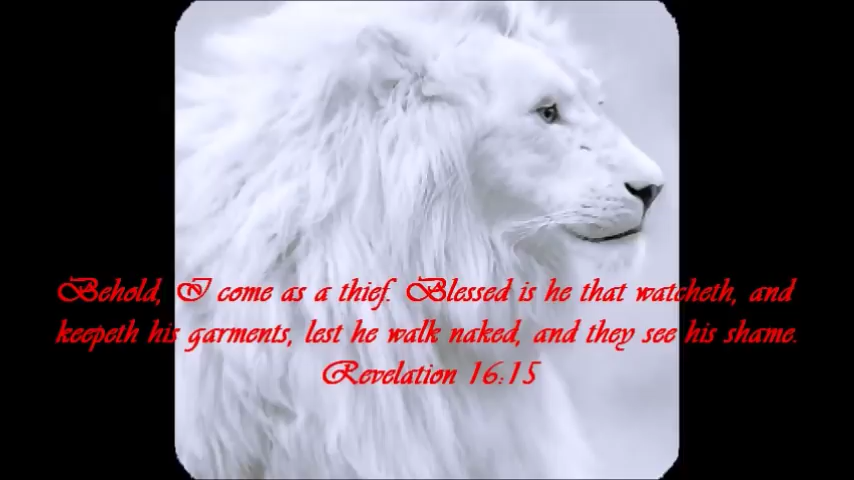 Behold, I come as a thief. Blessed is he that watcheth, and
keepeth his garments, lest he walk naked, and they see his shame.
Revelation 16:15